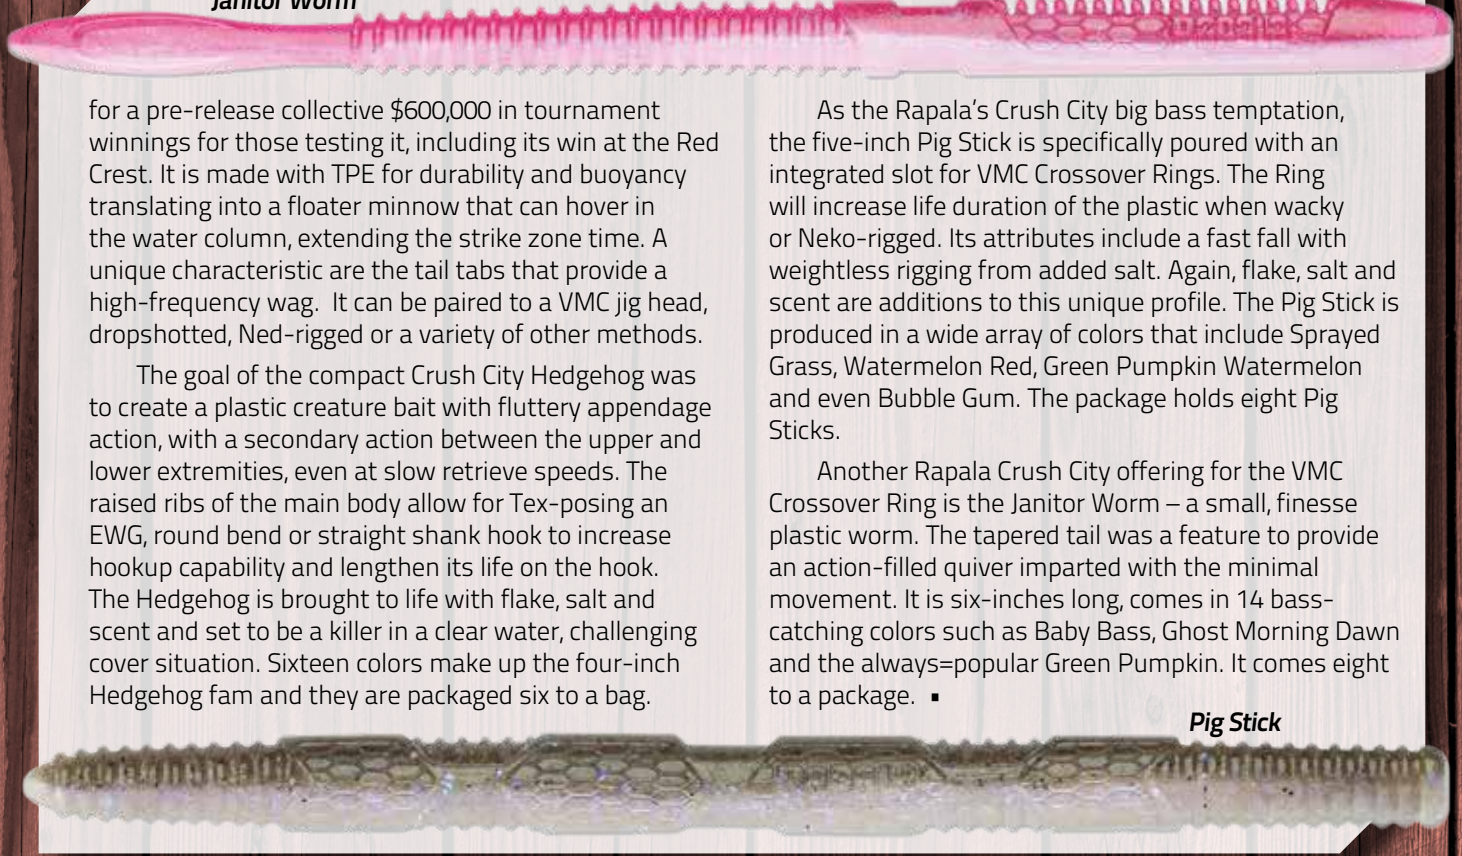 Janitor Worm
for a pre-release collective $600,000 in tournament
winnings for those testing it, including its win at the Red
Crest. It is made with TPE for durability and buoyancy
translating into a floater minnow that can hover in
the water column, extending the strike zone time. A
unique characteristic are the tail tabs that provide a
high-frequency wag.  It can be paired to a VMC jig head,
dropshotted, Ned-rigged or a variety of other methods.
The goal of the compact Crush City Hedgehog was
to create a plastic creature bait with fluttery appendage
action, with a secondary action between the upper and
lower extremities, even at slow retrieve speeds. The
raised ribs of the main body allow for Tex-posing an
EWG, round bend or straight shank hook to increase
hookup capability and lengthen its life on the hook.
The Hedgehog is brought to life with flake, salt and
scent and set to be a killer in a clear water, challenging
cover situation. Sixteen colors make up the four-inch
Hedgehog fam and they are packaged six to a bag.
As the Rapala's Crush City big bass temptation,
the five-inch Pig Stick is specifically poured with an
integrated slot for VMC Crossover Rings. The Ring
will increase life duration of the plastic when wacky
or Neko-rigged. Its attributes include a fast fall with
weightless rigging from added salt. Again, flake, salt and
scent are additions to this unique profile. The Pig Stick is
produced in a wide array of colors that include Sprayed
Grass, Watermelon Red, Green Pumpkin Watermelon
and even Bubble Gum. The package holds eight Pig
Sticks.
Another Rapala Crush City offering for the VMC
Crossover Ring is the Janitor Worm – a small, finesse
plastic worm. The tapered tail was a feature to provide
an action-filled quiver imparted with the minimal
movement. It is six-inches long, comes in 14 bass-
catching colors such as Baby Bass, Ghost Morning Dawn
and the always=popular Green Pumpkin. It comes eight
to a package. ▪
Pig Stick